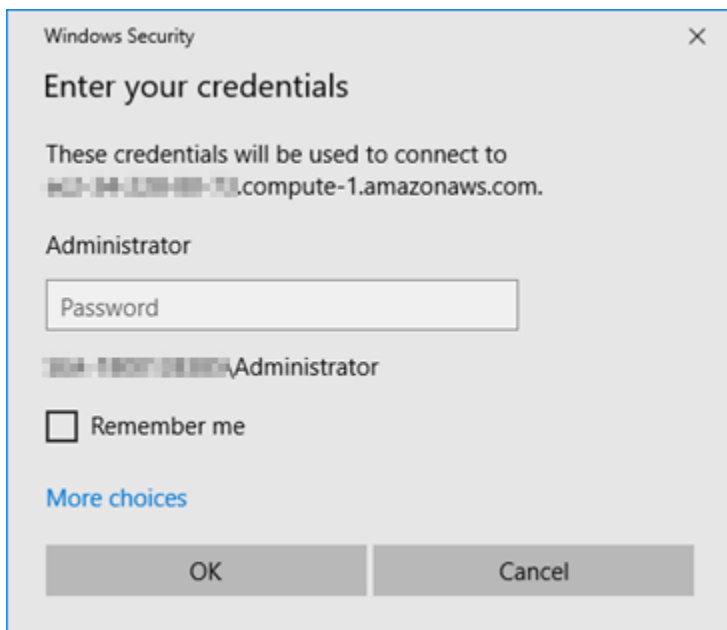 Windows Security
Enter your credentials
These credentials will be used to connect to
.compute-1.amazonaws.com.
Administrator
Password
\Administrator
Remember me
More choices
OK Cancel